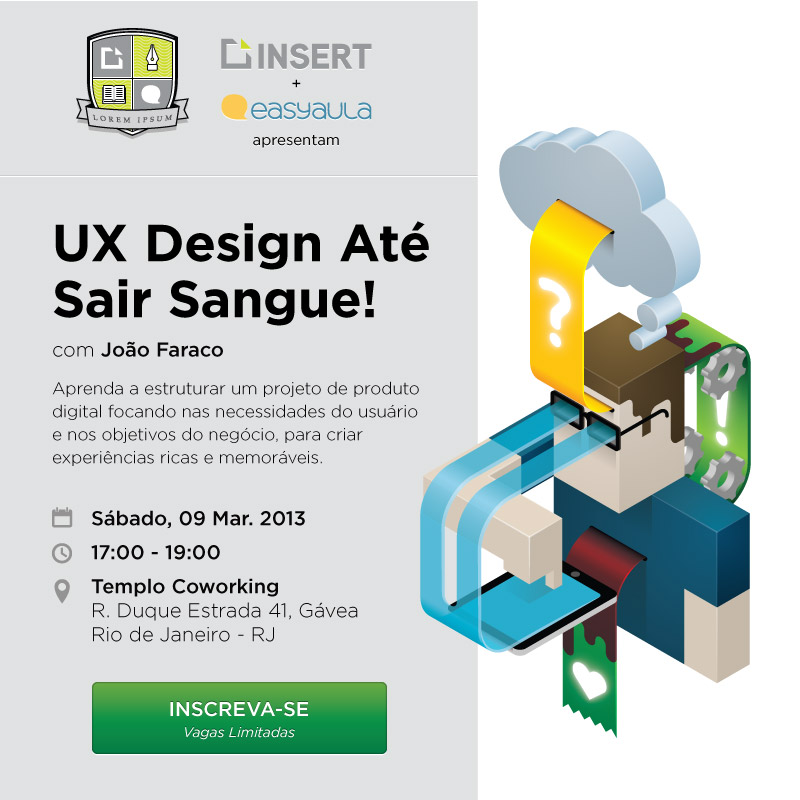 LOREM IPSUM
INSERT
+
easyaula
apresentam
UX Design Até
Sair Sangue!
com João Faraco
Aprenda a estruturar um projeto de produto
digital focando nas necessidades do usuário
e nos objetivos do negócio, para criar
experiências ricas e memoráveis.
Sábado, 09 Mar. 2013
17:00 - 19:00
Templo Coworking
R. Duque Estrada 41, Gávea
Rio de Janeiro - RJ
INSCREVA-SE
Vagas Limitadas
?
!